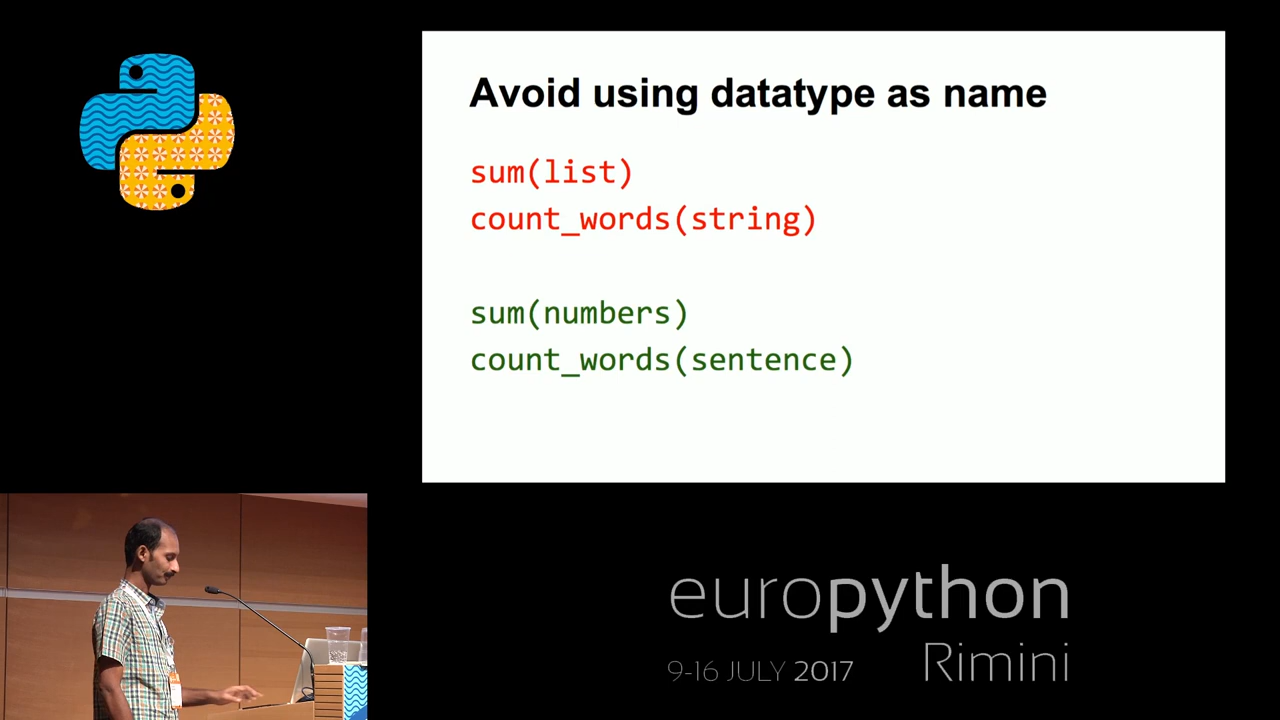 Avoid using datatype as name
sum(list)
count_words(string)
sum(numbers)
count_words(sentence)
europython
Rimini
9-16 JULY 2017